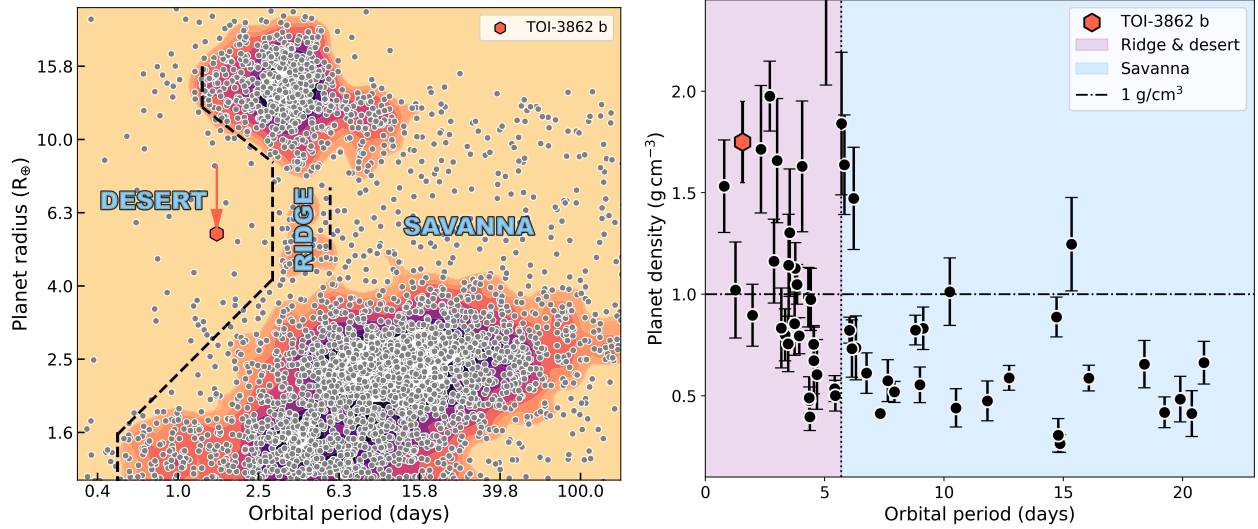 TOI-3862 b
15.8
10.0
6.3
4.0
2.5
1.6
Planet radius (R⊕)
DESERT
RIDGE
SAVANNA
0.4 1.0 2.5 6.3 15.8 39.8 100.0
Orbital period (days)
TOI-3862 b
Ridge & desert
Savanna
1 g/cm³
2.0
1.5
1.0
0.5
Planet density (g cm⁻³)
0 5 10 15 20
Orbital period (days)